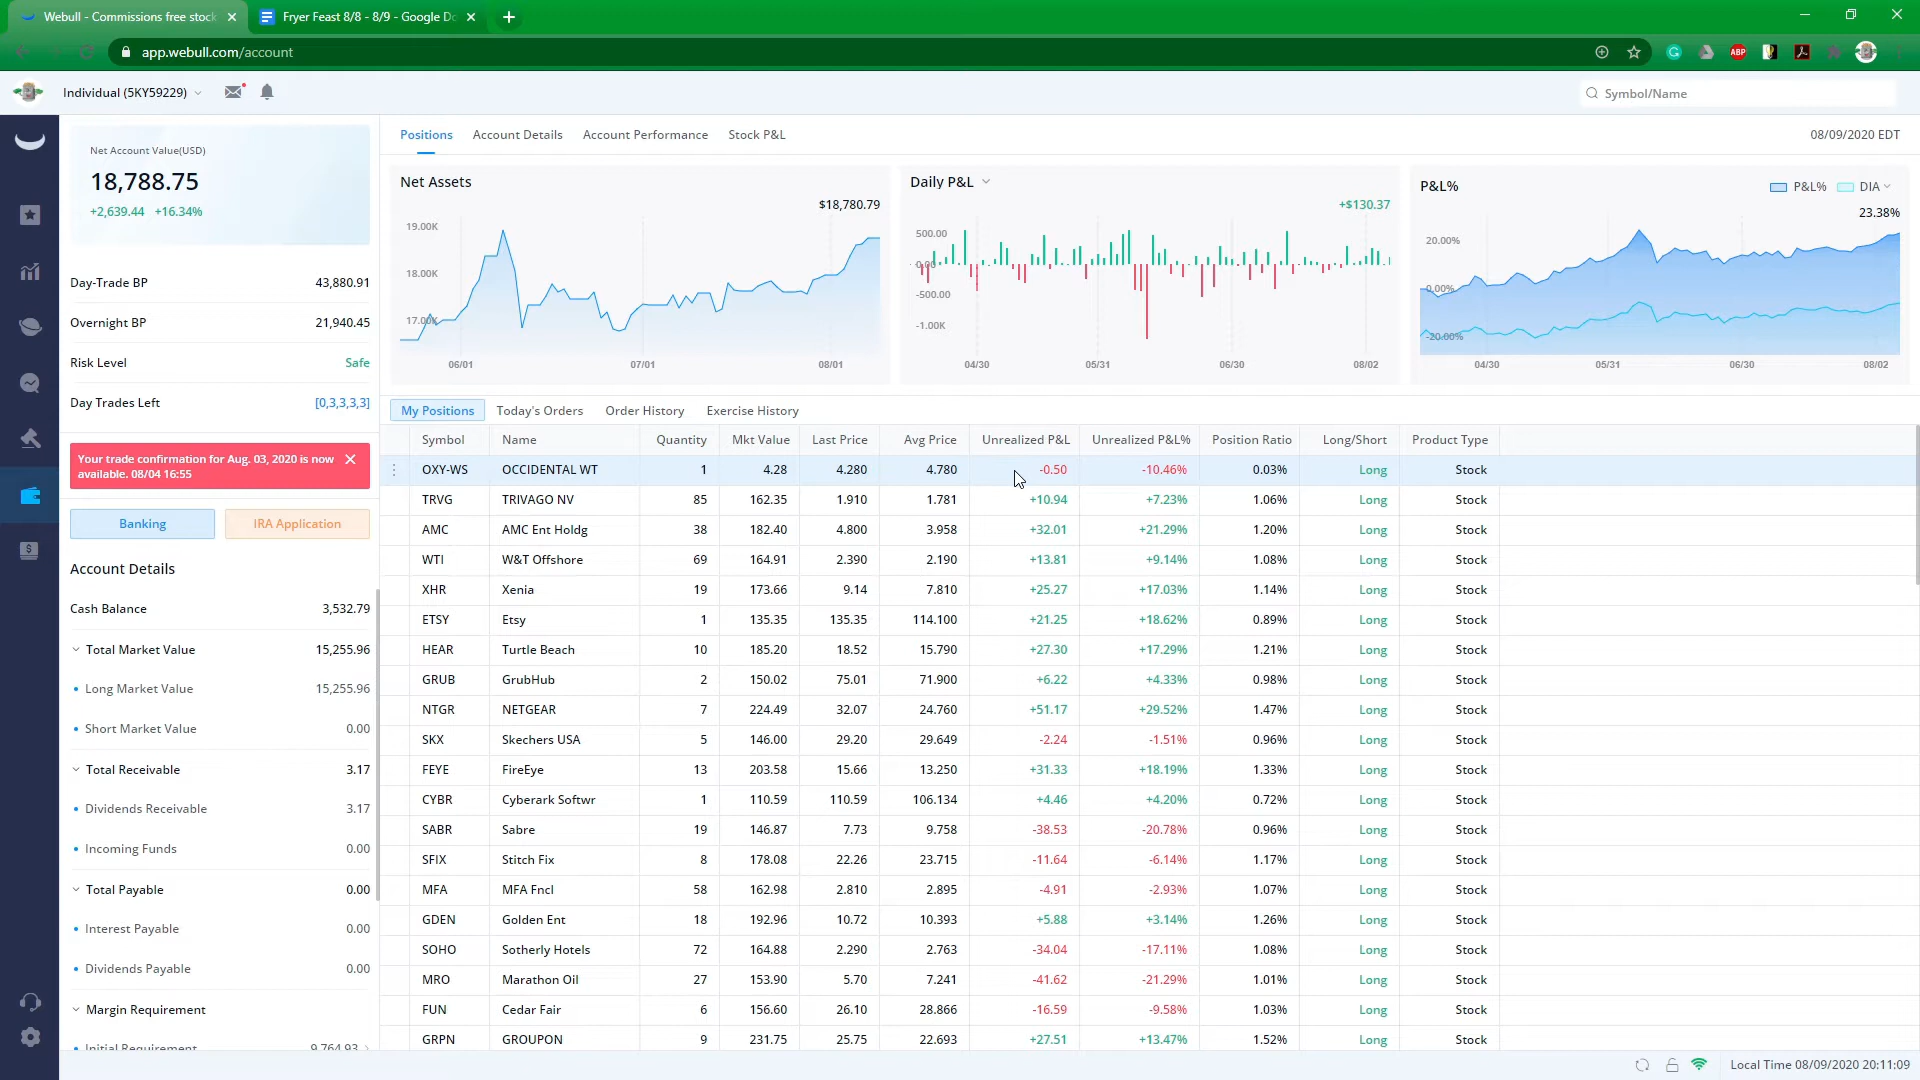 Webull - Commissions free stock
Fryer Feast 8/8 - 8/9 - Google Do
app.webull.com/account
ABP
Individual (5KY59229)
Symbol/Name
Net Account Value(USD)
18,788.75
+2,639.44 +16.34%
Day-Trade BP 43,880.91
Overnight BP 21,940.45
Risk Level Safe
Day Trades Left [0,3,3,3,3]
Your trade confirmation for Aug. 03, 2020 is now
available. 08/04 16:55
Banking IRA Application
Account Details
Cash Balance 3,532.79
Total Market Value 15,255.96
Long Market Value 15,255.96
Short Market Value 0.00
Total Receivable 3.17
Dividends Receivable 3.17
Incoming Funds 0.00
Total Payable 0.00
Interest Payable 0.00
Dividends Payable 0.00
Margin Requirement
Initial Requirement 9,764.93
Positions Account Details Account Performance Stock P&L 08/09/2020 EDT
Net Assets
$18,780.79
19.00K
18.00K
17.00K
06/01 07/01 08/01
Daily P&L
+$130.37
500.00
0.00
-500.00
-1.00K
04/30 05/31 06/30 08/02
P&L% P&L% DIA
23.38%
20.00%
0.00%
-20.00%
04/30 05/31 06/30 08/02
My Positions Today's Orders Order History Exercise History
Symbol Name Quantity Mkt Value Last Price Avg Price Unrealized P&L Unrealized P&L% Position Ratio Long/Short Product Type
OXY-WS OCCIDENTAL WT 1 4.28 4.280 4.780 -0.50 -10.46% 0.03% Long Stock
TRVG TRIVAGO NV 85 162.35 1.910 1.781 +10.94 +7.23% 1.06% Long Stock
AMC AMC Ent Holdg 38 182.40 4.800 3.958 +32.01 +21.29% 1.20% Long Stock
WTI W&T Offshore 69 164.91 2.390 2.190 +13.81 +9.14% 1.08% Long Stock
XHR Xenia 19 173.66 9.14 7.810 +25.27 +17.03% 1.14% Long Stock
ETSY Etsy 1 135.35 135.35 114.100 +21.25 +18.62% 0.89% Long Stock
HEAR Turtle Beach 10 185.20 18.52 15.790 +27.30 +17.29% 1.21% Long Stock
GRUB GrubHub 2 150.02 75.01 71.900 +6.22 +4.33% 0.98% Long Stock
NTGR NETGEAR 7 224.49 32.07 24.760 +51.17 +29.52% 1.47% Long Stock
SKX Skechers USA 5 146.00 29.20 29.649 -2.24 -1.51% 0.96% Long Stock
FEYE FireEye 13 203.58 15.66 13.250 +31.33 +18.19% 1.33% Long Stock
CYBR Cyberark Softwr 1 110.59 110.59 106.134 +4.46 +4.20% 0.72% Long Stock
SABR Sabre 19 146.87 7.73 9.758 -38.53 -20.78% 0.96% Long Stock
SFIX Stitch Fix 8 178.08 22.26 23.715 -11.64 -6.14% 1.17% Long Stock
MFA MFA Fncl 58 162.98 2.810 2.895 -4.91 -2.93% 1.07% Long Stock
GDEN Golden Ent 18 192.96 10.72 10.393 +5.88 +3.14% 1.26% Long Stock
SOHO Sotherly Hotels 72 164.88 2.290 2.763 -34.04 -17.11% 1.08% Long Stock
MRO Marathon Oil 27 153.90 5.70 7.241 -41.62 -21.29% 1.01% Long Stock
FUN Cedar Fair 6 156.60 26.10 28.866 -16.59 -9.58% 1.03% Long Stock
GRPN GROUPON 9 231.75 25.75 22.693 +27.51 +13.47% 1.52% Long Stock
Local Time 08/09/2020 20:11:09